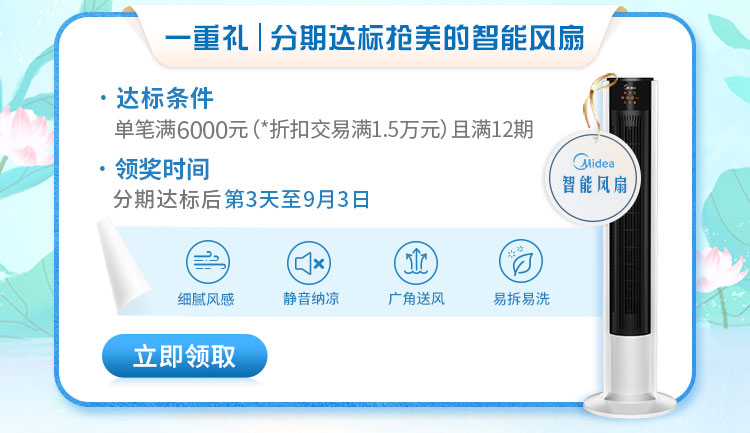 一重礼|分期达标抢美的智能风扇
· 达标条件
单笔满6000元(*折扣交易满1.5万元)且满12期
· 领奖时间
分期达标后第3天至9月3日
Midea
Midea
智能风扇
细腻风感 静音纳凉 广角送风 易拆易洗
立即领取